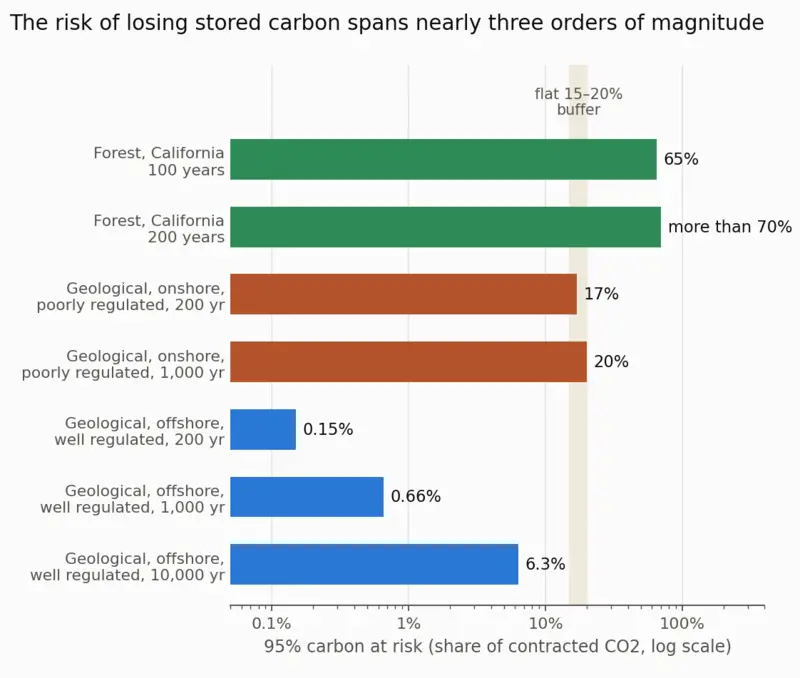 The risk of losing stored carbon spans nearly three orders of magnitude
flat 15–20%
buffer
Forest, California
100 years
65%
Forest, California
200 years
more than 70%
Geological, onshore,
poorly regulated, 200 yr
17%
Geological, onshore,
poorly regulated, 1,000 yr
20%
Geological, offshore,
well regulated, 200 yr
0.15%
Geological, offshore,
well regulated, 1,000 yr
0.66%
Geological, offshore,
well regulated, 10,000 yr
6.3%
0.1% 1% 10% 100%
95% carbon at risk (share of contracted CO2, log scale)